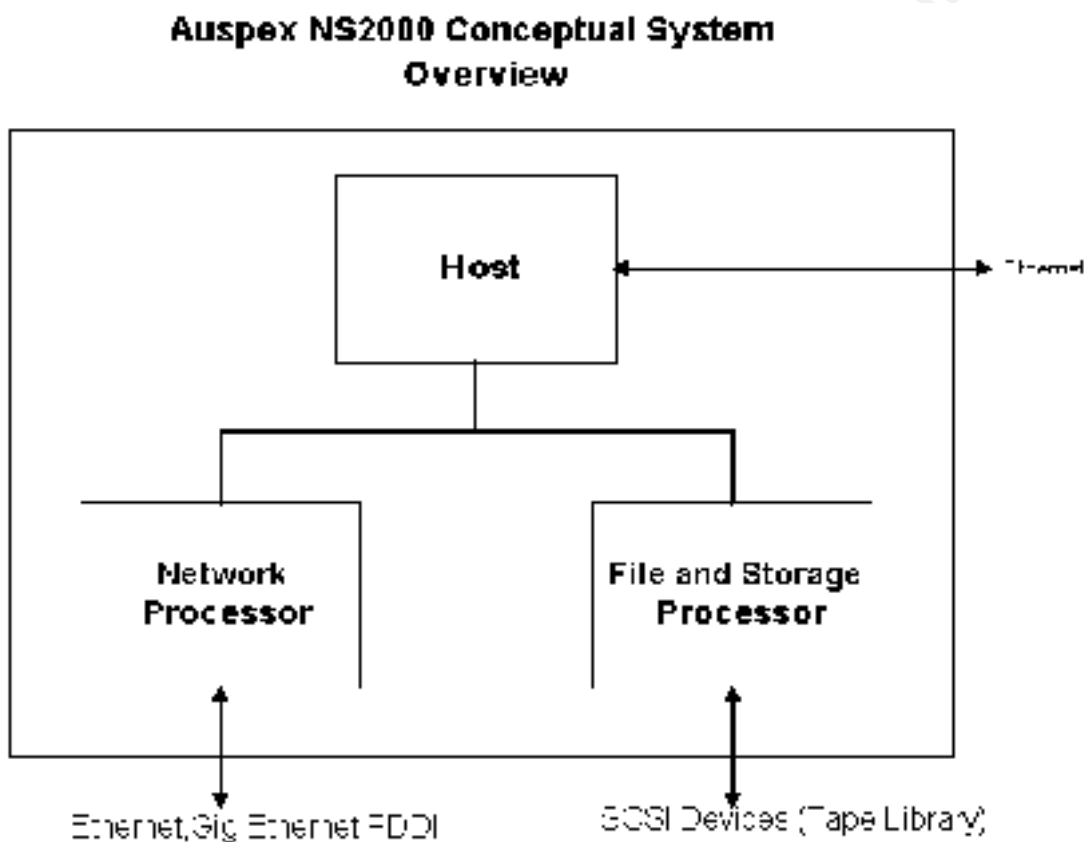 Auspex NS2000 Conceptual System
Overview
Host
Ethernet
Network
Processor
File and Storage
Processor
Ethernet,Gig Ethernet FDDI
SCSI Devices (Tape Library)